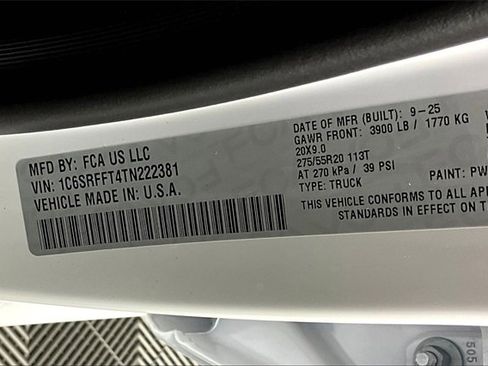 MFD BY: FCA US LLC
VIN: 1C6SRFFT4TN222381
VEHICLE MADE IN: U.S.A.
DATE OF MFR (BUILT): 9-25
GAWR FRONT: 3900 LB / 1770 KG
20X9.0
275/55R20 113T
AT 270 kPa / 39 PSI
TYPE: TRUCK
PAINT: PW
THIS VEHICLE CONFORMS TO ALL APPL
STANDARDS IN EFFECT ON T
505